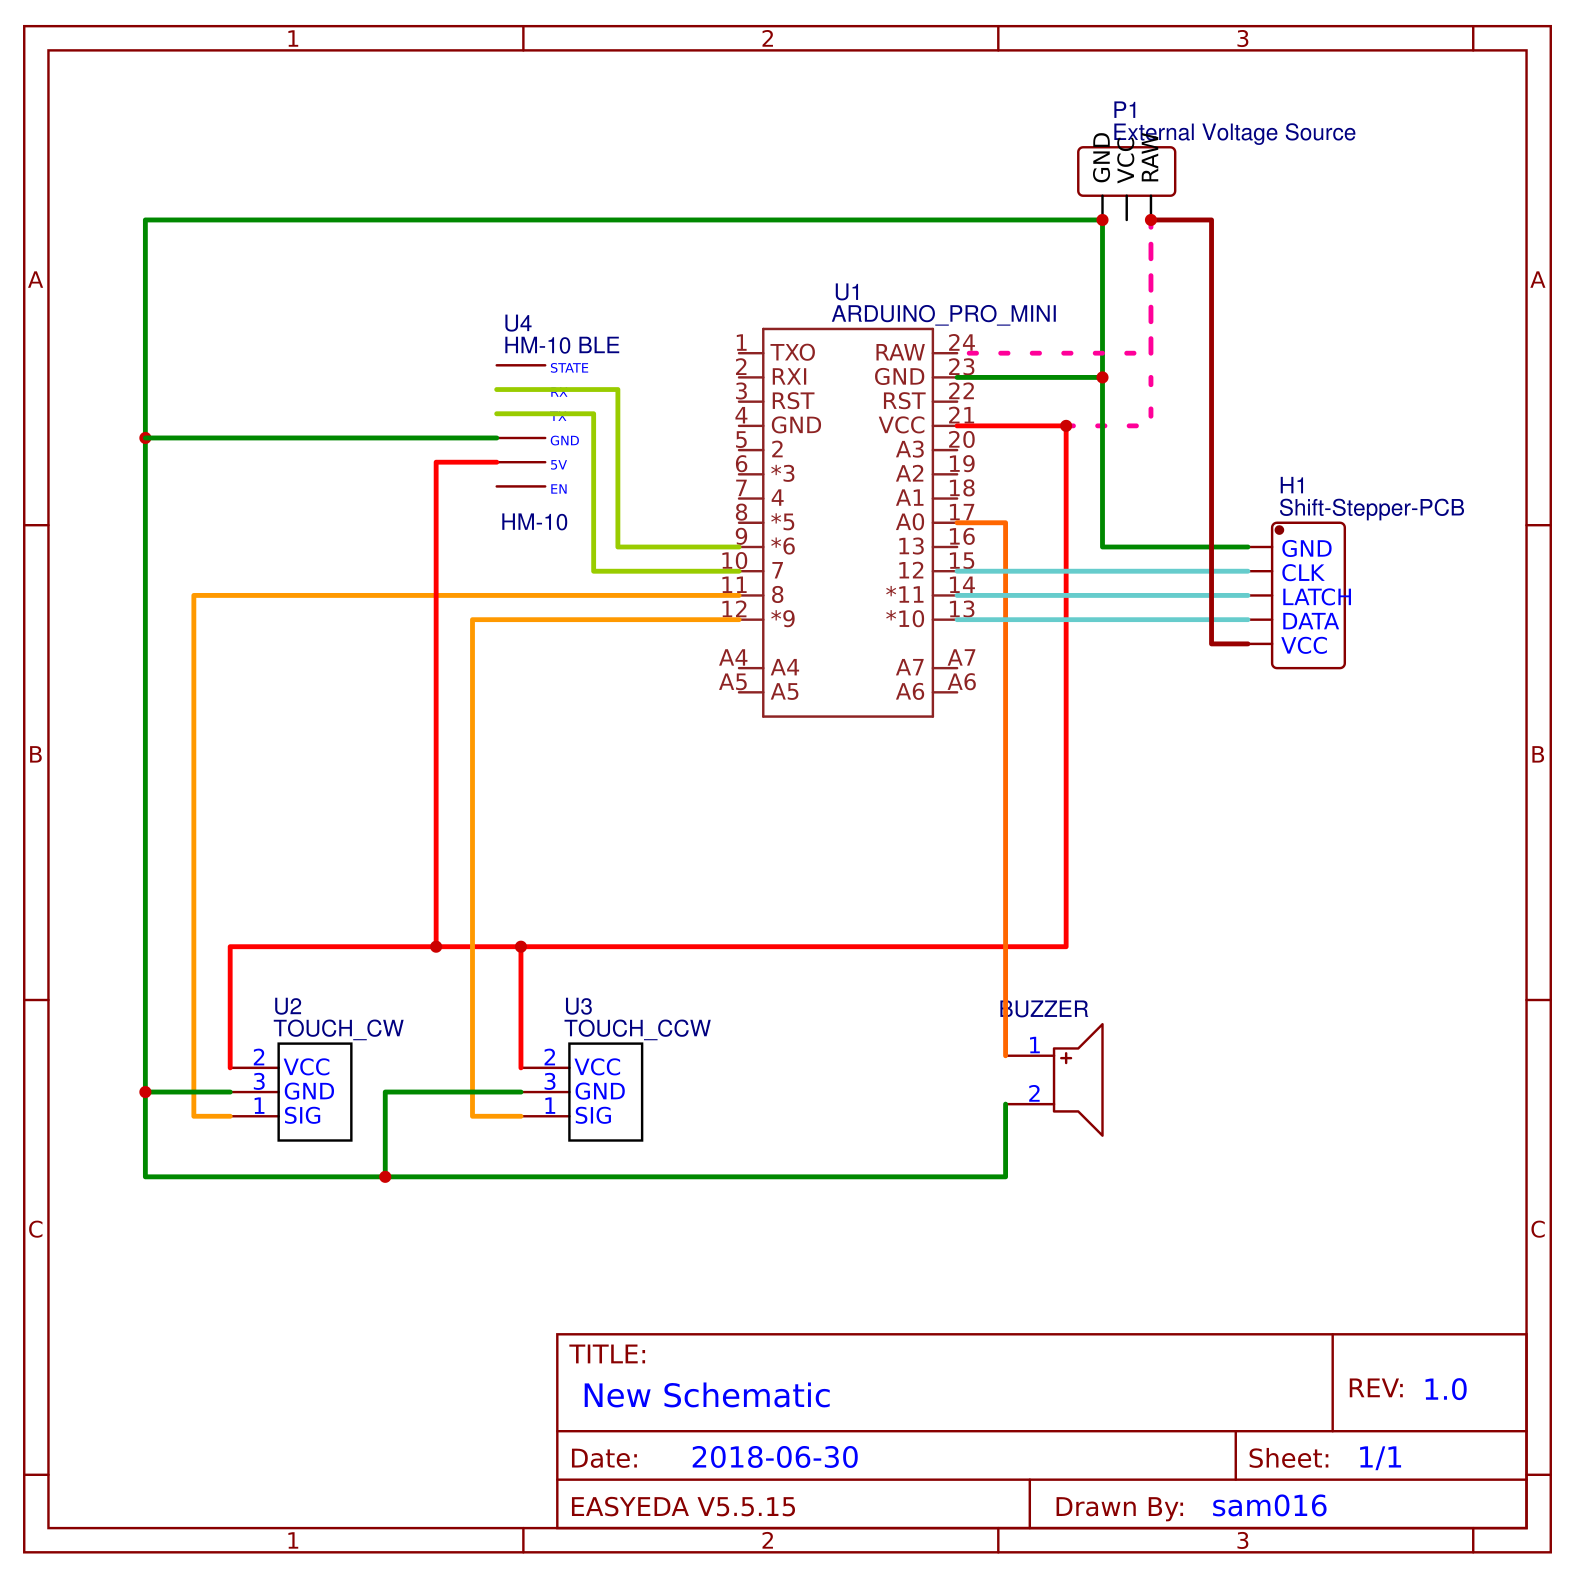 1 2 3
P1
External Voltage Source
GND
VCC
RAW
A A
U1
ARDUINO_PRO_MINI
U4
HM-10 BLE
STATE
RX
TX
GND
5V
EN
HM-10
1 TXO RAW 24
2 RXI GND 23
3 RST RST 22
4 GND VCC 21
5 2 A3 20
6 *3 A2 19
7 4 A1 18
8 *5 A0 17
9 *6 13 16
10 7 12 15
11 8 *11 14
12 *9 *10 13
A4 A4 A7 A7
A5 A5 A6 A6
H1
Shift-Stepper-PCB
GND
CLK
LATCH
DATA
VCC
B B
U2
TOUCH_CW
2 VCC
3 GND
1 SIG
U3
TOUCH_CCW
2 VCC
3 GND
1 SIG
BUZZER
1 +
2
C C
TITLE:
New Schematic
REV: 1.0
Date: 2018-06-30
Sheet: 1/1
EASYEDA V5.5.15
Drawn By: sam016
1 2 3